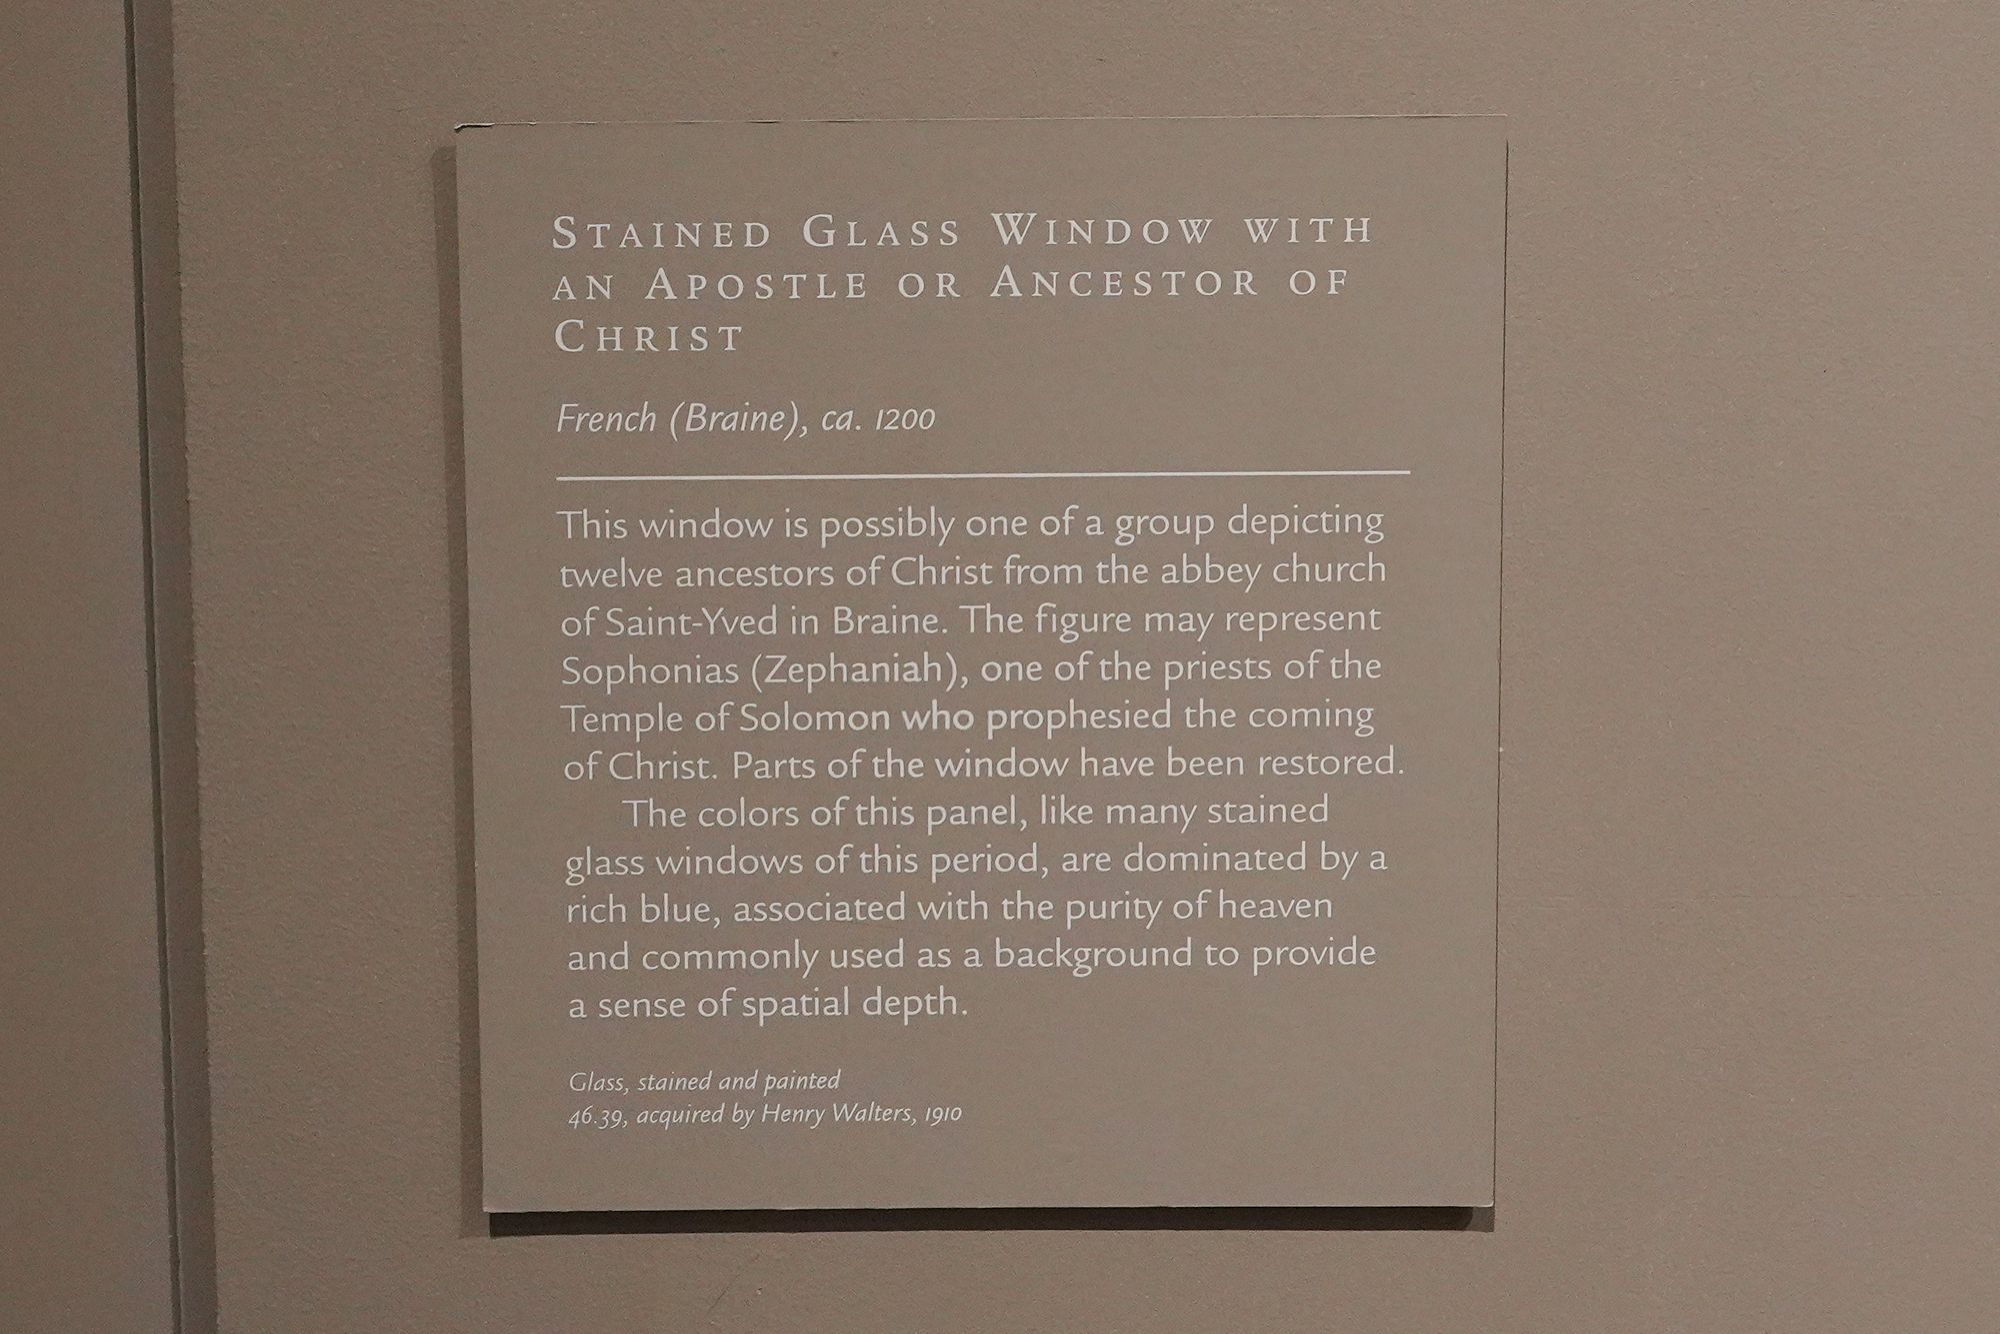 STAINED GLASS WINDOW WITH
AN APOSTLE OR ANCESTOR OF
CHRIST
French (Braine), ca. 1200
This window is possibly one of a group depicting
twelve ancestors of Christ from the abbey church
of Saint-Yved in Braine. The figure may represent
Sophonias (Zephaniah), one of the priests of the
Temple of Solomon who prophesied the coming
of Christ. Parts of the window have been restored.
The colors of this panel, like many stained
glass windows of this period, are dominated by a
rich blue, associated with the purity of heaven
and commonly used as a background to provide
a sense of spatial depth.
Glass, stained and painted
46.39, acquired by Henry Walters, 1910